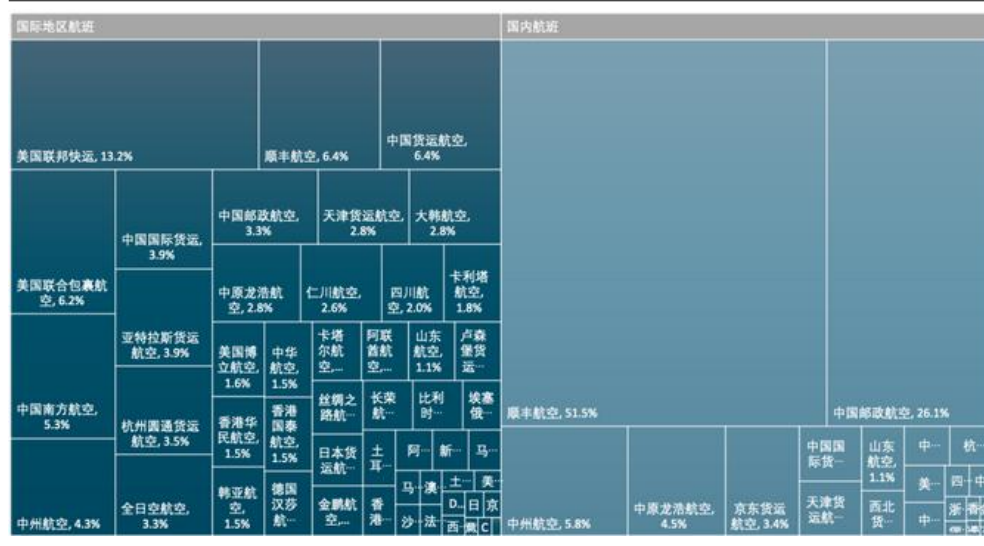 国际地区航班
美国联邦快运, 13.2%
顺丰航空, 6.4%
中国货运航空,
6.4%
美国联合包裹航
空, 6.2%
中国南方航空,
5.3%
中州航空, 4.3%
中国国际货运,
3.9%
亚特拉斯货运
航空, 3.9%
杭州圆通货运
航空, 3.5%
全日空航空,
3.3%
中国邮政航空,
3.3%
天津货运航空,
2.8%
大韩航空,
2.8%
中原龙浩航
空, 2.8%
仁川航空,
2.6%
四川航
空, 2.0%
卡利塔
航空,
1.8%
美国博
立航空,
1.6%
中华
航空,
1.5%
香港华
民航空,
1.5%
香港
国泰
航空,
1.5%
韩亚航
空,
1.5%
德国
汉莎
航…
卡塔
尔航
空,…
阿联
酋航
空,…
山东
航空,
1.1%
卢森
堡货
运…
丝绸之
路航…
长荣
航…
比利
时…
埃塞
俄…
日本货
运航…
土
耳…
阿…
新…
马…
金鹏航
空,…
香
港…
马…
澳…
土…
美…
沙…
法…
D…
日
京
西…
C
国内航班
顺丰航空, 51.5%
中国邮政航空, 26.1%
中州航空, 5.8%
中原龙浩航空,
4.5%
京东货运
航空, 3.4%
中国国
际货…
天津货
运航…
山东
航空,
1.1%
西北
货…
中…
杭…
美…
四…
中
中…
浙…
香